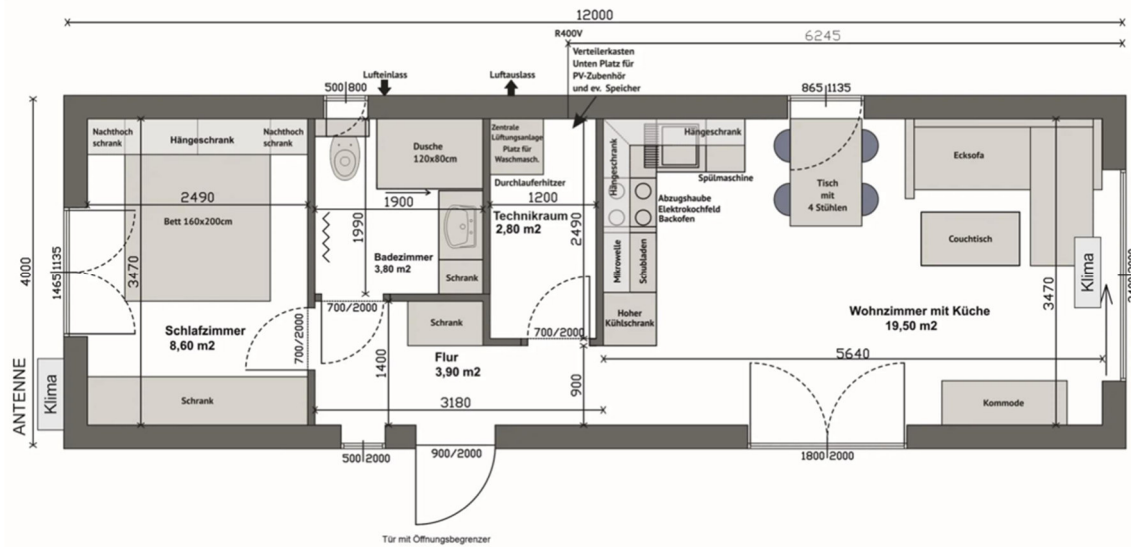 12000
R400V
6245
Verteilerkasten
Unten Platz für
PV-Zubenhör
und ev. Speicher
Lufteinlass
Luftauslass
500|800
865|1135
Nachthoch
schrank
Hängeschrank
Nachthoch
schrank
Dusche
120x80cm
Zentrale
Lüftungsanlage
Platz für
Waschmasch.
Durchlauferhitzer
Hängeschrank
Hängeschrank
Spülmaschine
Abzugshaube
Elektrokochfeld
Backofen
Tisch
mit
4 Stühlen
Ecksofa
Couchtisch
2490
Bett 160x200cm
1900
1990
1200
Technikraum
2,80 m2
2490
Badezimmer
3,80 m2
Schrank
Mikrowelle
Schubladen
Hoher
Kühlschrank
Klima
4000
1465|1135
3470
3470
Wohnzimmer mit Küche
19,50 m2
Schlafzimmer
8,60 m2
700/2000
700/2000
700/2000
Schrank
Flur
3,90 m2
1400
900
5640
3180
Schrank
Kommode
ANTENNE
Klima
500|2000
900/2000
1800|2000
Tür mit Öffnungsbegrenzer